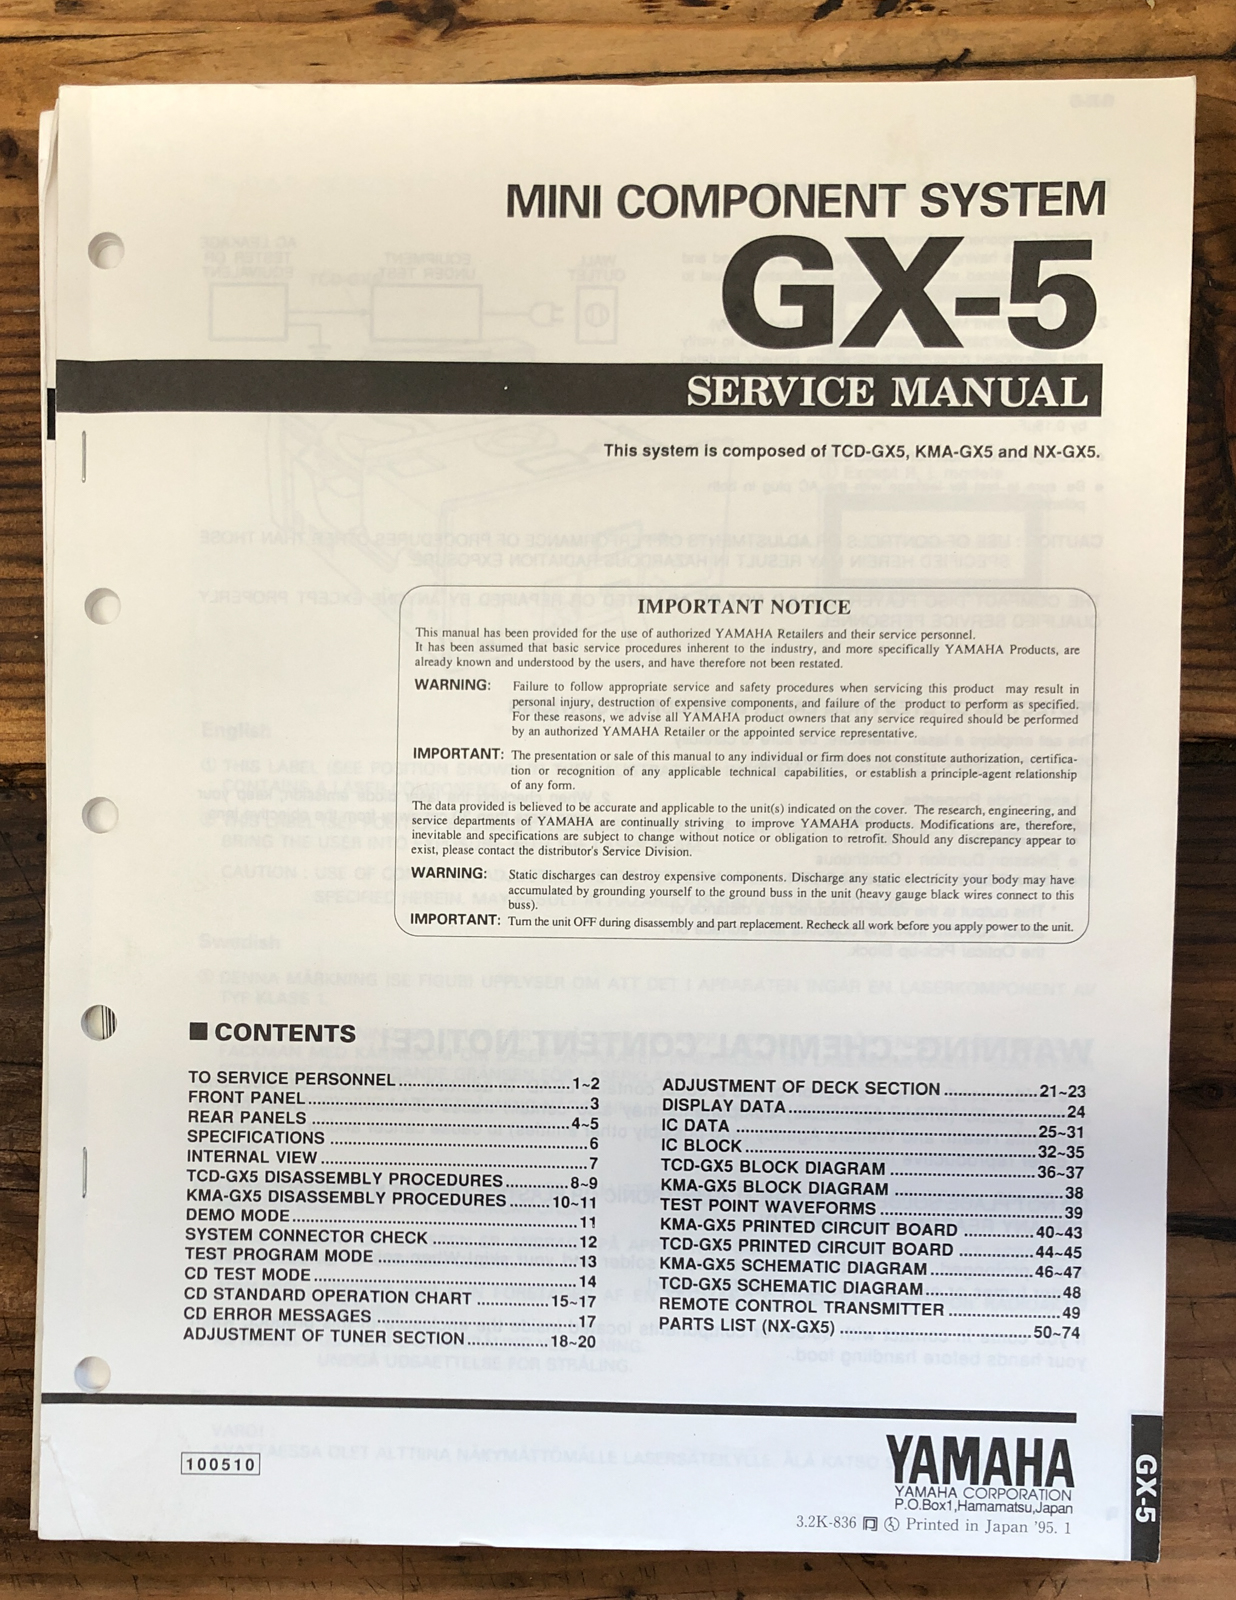 MINI COMPONENT SYSTEM
GX-5
SERVICE MANUAL
This system is composed of TCD-GX5, KMA-GX5 and NX-GX5.
IMPORTANT NOTICE
This manual has been provided for the use of authorized YAMAHA Retailers and their service personnel.
It has been assumed that basic service procedures inherent to the industry, and more specifically YAMAHA Products, are
already known and understood by the users, and have therefore not been restated.
WARNING: Failure to follow appropriate service and safety procedures when servicing this product may result in
personal injury, destruction of expensive components, and failure of the product to perform as specified.
For these reasons, we advise all YAMAHA product owners that any service required should be performed
by an authorized YAMAHA Retailer or the appointed service representative.
IMPORTANT: The presentation or sale of this manual to any individual or firm does not constitute authorization, certifica-
tion or recognition of any applicable technical capabilities, or establish a principle-agent relationship
of any form.
The data provided is believed to be accurate and applicable to the unit(s) indicated on the cover. The research, engineering, and
service departments of YAMAHA are continually striving to improve YAMAHA products. Modifications are, therefore,
inevitable and specifications are subject to change without notice or obligation to retrofit. Should any discrepancy appear to
exist, please contact the distributor's Service Division.
WARNING: Static discharges can destroy expensive components. Discharge any static electricity your body may have
accumulated by grounding yourself to the ground buss in the unit (heavy gauge black wires connect to this
buss).
IMPORTANT: Turn the unit OFF during disassembly and part replacement. Recheck all work before you apply power to the unit.
■ CONTENTS
TO SERVICE PERSONNEL ........ 1~2
FRONT PANEL ........ 3
REAR PANELS ........ 4~5
SPECIFICATIONS ........ 6
INTERNAL VIEW ........ 7
TCD-GX5 DISASSEMBLY PROCEDURES ........ 8~9
KMA-GX5 DISASSEMBLY PROCEDURES ........ 10~11
DEMO MODE ........ 11
SYSTEM CONNECTOR CHECK ........ 12
TEST PROGRAM MODE ........ 13
CD TEST MODE ........ 14
CD STANDARD OPERATION CHART ........ 15~17
CD ERROR MESSAGES ........ 17
ADJUSTMENT OF TUNER SECTION ........ 18~20
ADJUSTMENT OF DECK SECTION ........ 21~23
DISPLAY DATA ........ 24
IC DATA ........ 25~31
IC BLOCK ........ 32~35
TCD-GX5 BLOCK DIAGRAM ........ 36~37
KMA-GX5 BLOCK DIAGRAM ........ 38
TEST POINT WAVEFORMS ........ 39
KMA-GX5 PRINTED CIRCUIT BOARD ........ 40~43
TCD-GX5 PRINTED CIRCUIT BOARD ........ 44~45
KMA-GX5 SCHEMATIC DIAGRAM ........ 46~47
TCD-GX5 SCHEMATIC DIAGRAM ........ 48
REMOTE CONTROL TRANSMITTER ........ 49
PARTS LIST (NX-GX5) ........ 50~74
100510
YAMAHA
YAMAHA CORPORATION
P.O.Box1,Hamamatsu,Japan
3.2K-836 Printed in Japan '95. 1
GX-5